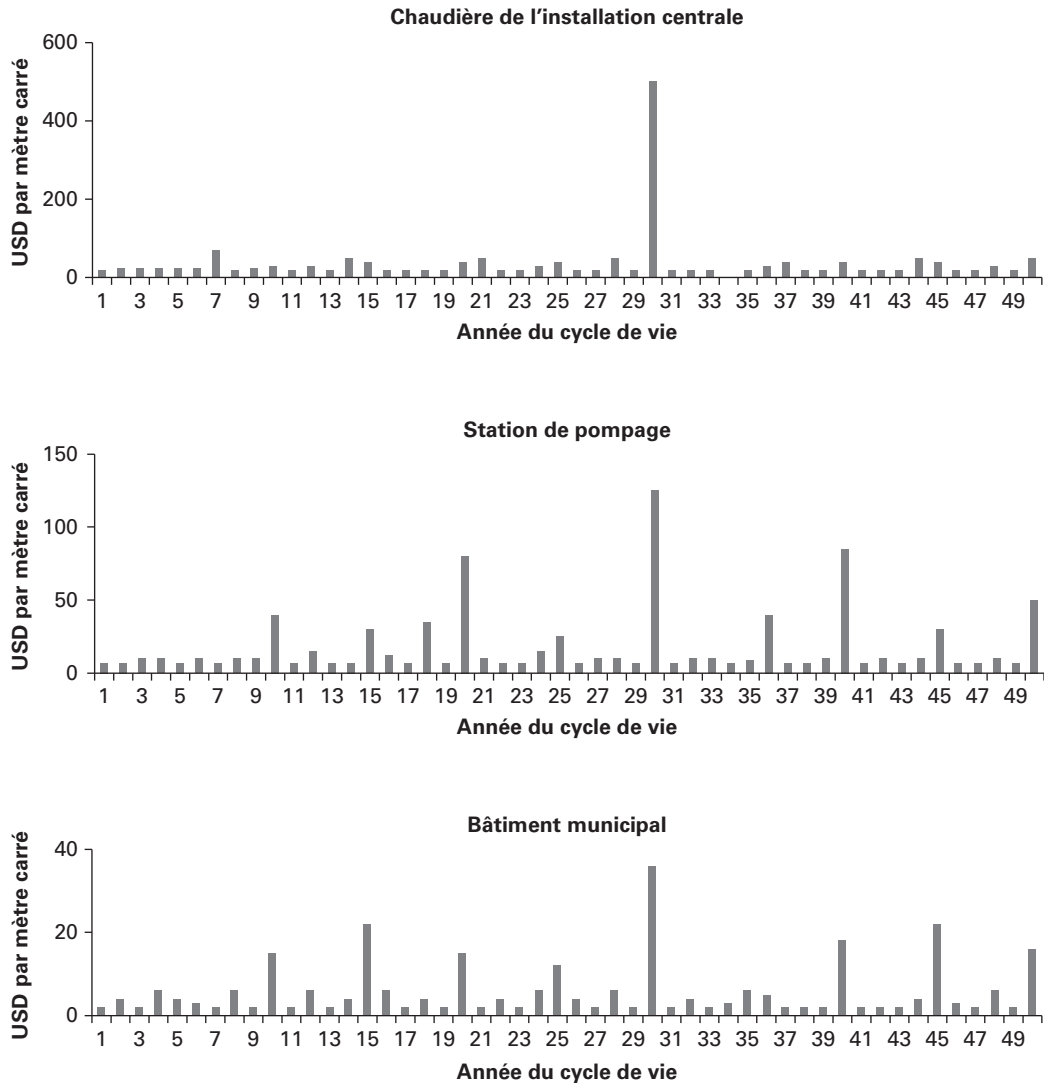 Chaudière de l'installation centrale
USD par mètre carré
600
400
200
0
1 3 5 7 9 11 13 15 17 19 21 23 25 27 29 31 33 35 37 39 41 43 45 47 49
Année du cycle de vie
Station de pompage
USD par mètre carré
150
100
50
0
1 3 5 7 9 11 13 15 17 19 21 23 25 27 29 31 33 35 37 39 41 43 45 47 49
Année du cycle de vie
Bâtiment municipal
USD par mètre carré
40
20
0
1 3 5 7 9 11 13 15 17 19 21 23 25 27 29 31 33 35 37 39 41 43 45 47 49
Année du cycle de vie